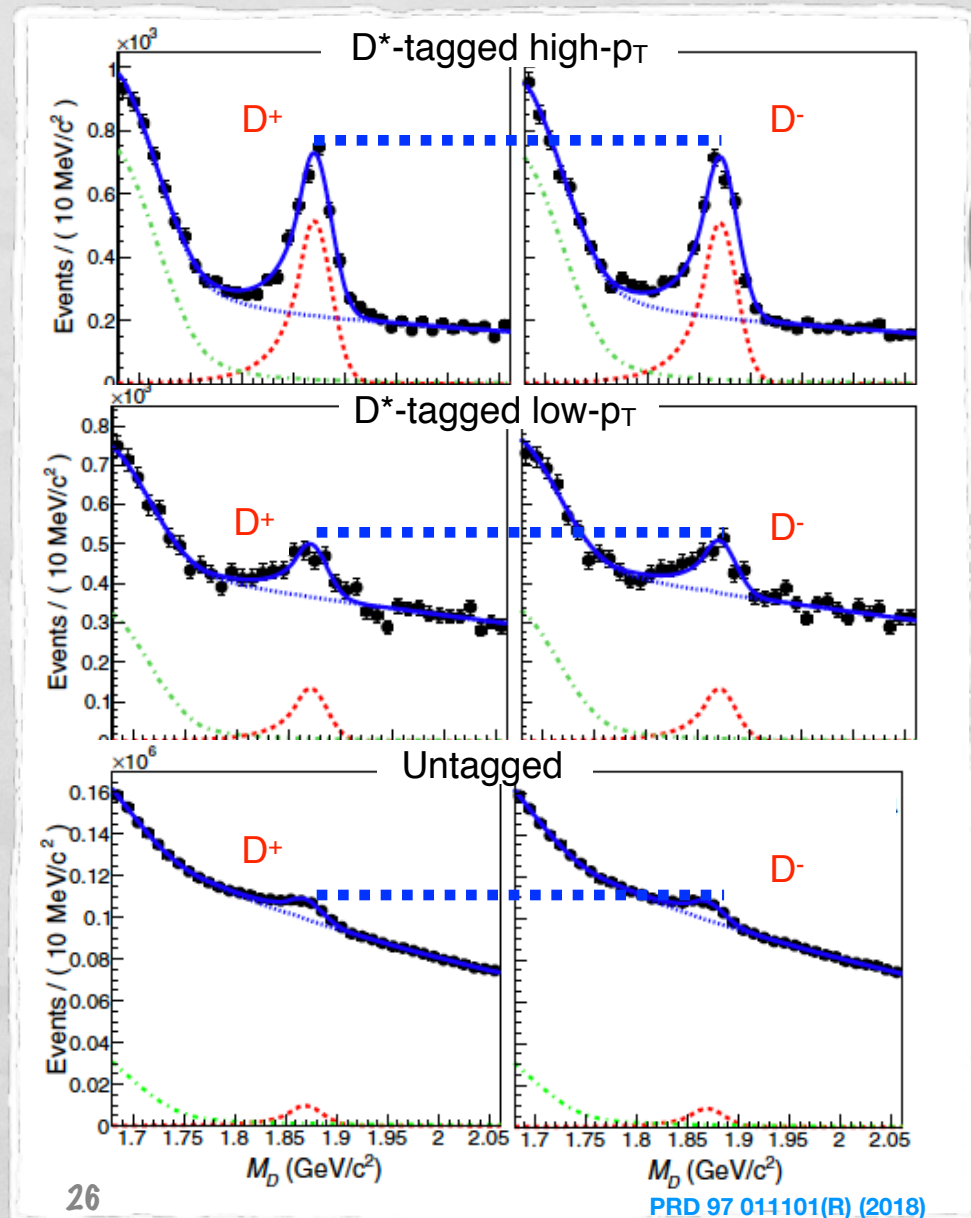 D*-tagged high-pT
×10³
Events / ( 10 MeV/c² )
1
0.8
0.6
0.4
0.2
0
D+
D-
D*-tagged low-pT
×10³
Events / ( 10 MeV/c² )
0.8
0.7
0.6
0.5
0.4
0.3
0.2
0.1
0
D+
D-
Untagged
×10⁶
Events / ( 10 MeV/c² )
0.16
0.14
0.12
0.1
0.08
0.06
0.04
0.02
0
D+
D-
1.7 1.75 1.8 1.85 1.9 1.95 2 2.05
1.7 1.75 1.8 1.85 1.9 1.95 2 2.05
MD (GeV/c²)
MD (GeV/c²)
26
PRD 97 011101(R) (2018)